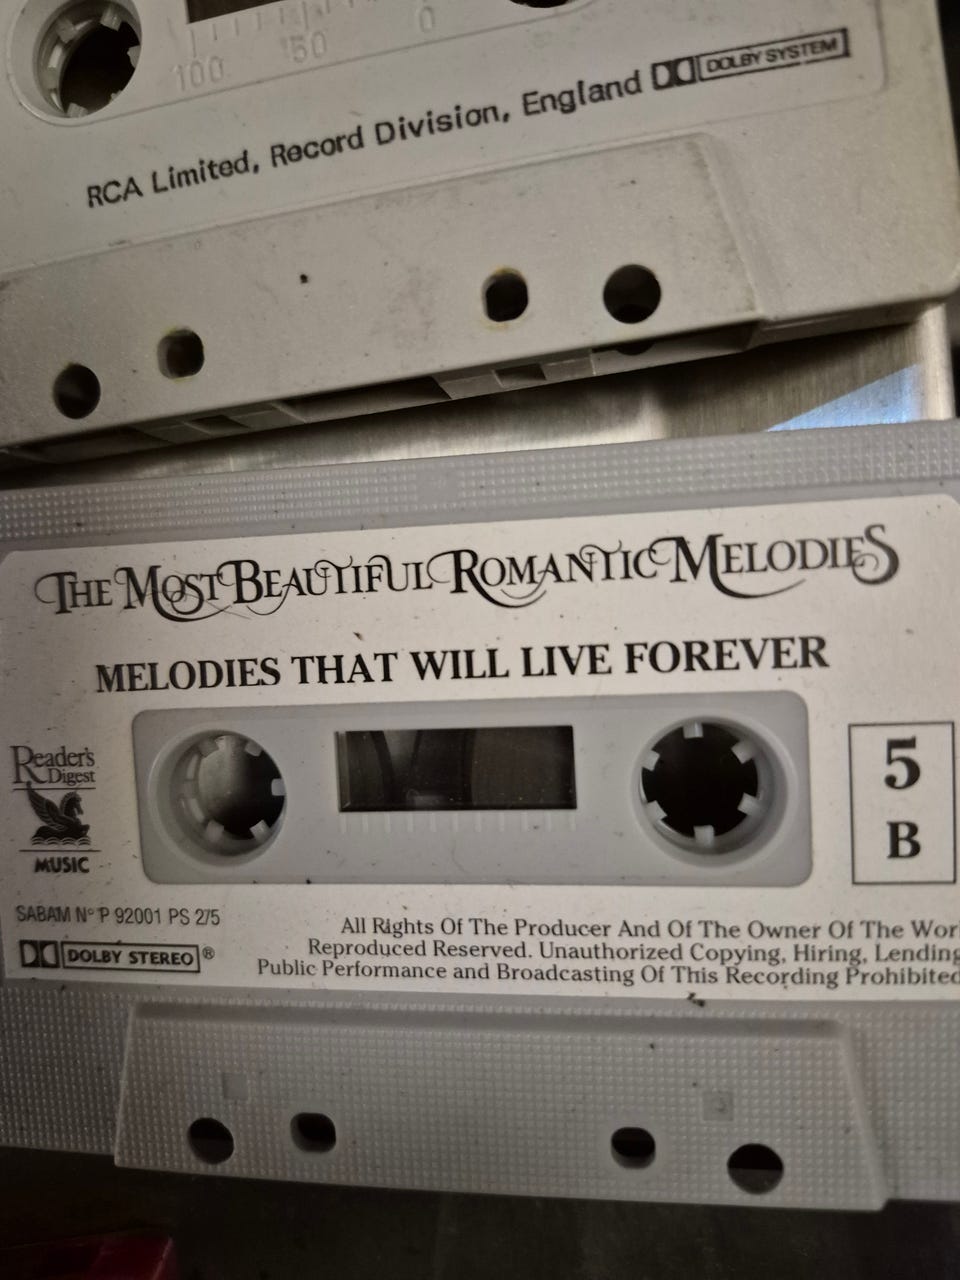 100 50 0
RCA Limited, Record Division, England DOLBY SYSTEM
THE MOST BEAUTIFUL ROMANTIC MELODIES
MELODIES THAT WILL LIVE FOREVER
Reader's
Digest
MUSIC
5
B
SABAM N° P 92001 PS 275
DOLBY STEREO®
All Rights Of The Producer And Of The Owner Of The Wor
Reproduced Reserved. Unauthorized Copying, Hiring, Lending
Public Performance and Broadcasting Of This Recording Prohibited